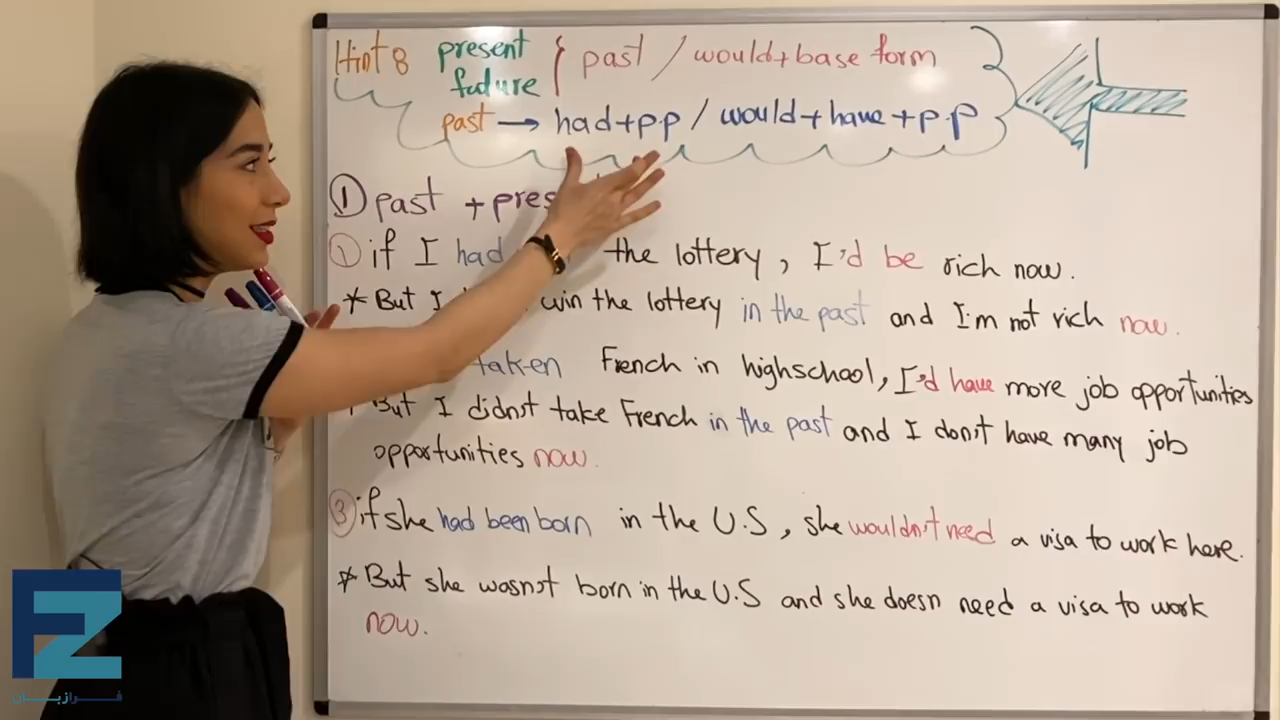 Hint 8 present { past / would+base form
future
past → had+p.p / would+have+p.p
① past + pres
① if I had the lottery, I'd be rich now.
* But I win the lottery in the past and I'm not rich now.
taken French in highschool, I'd have more job opportunities
But I didn't take French in the past and I don't have many job
opportunities now.
③ if she had been born in the U.S, she wouldn't need a visa to work here.
* But she wasn't born in the U.S and she doesn need a visa to work
now.
FZ
فرازبان